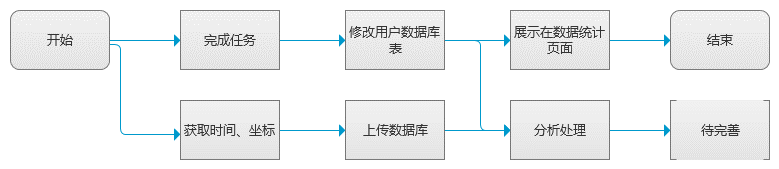 开始
完成任务
修改用户数据库
表
展示在数据统计
页面
结束
获取时间、坐标
上传数据库
分析处理
待完善